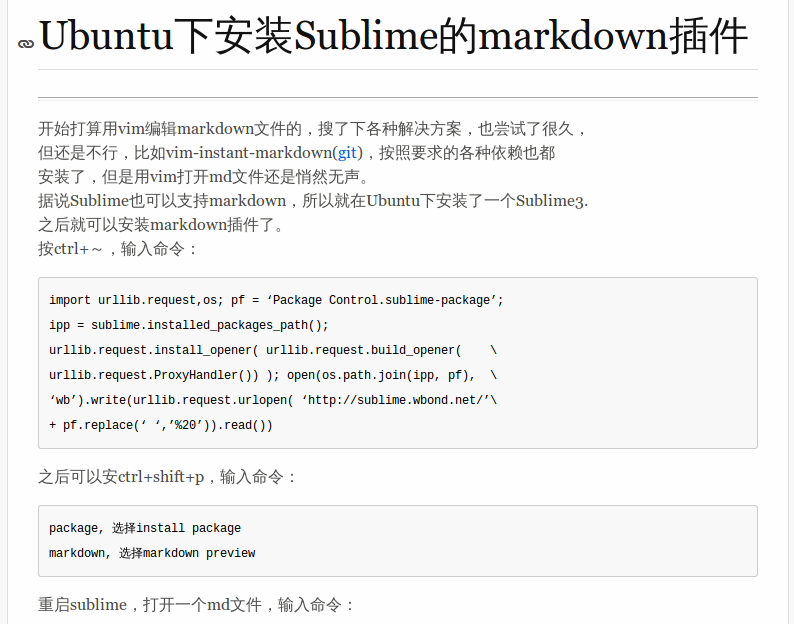 Ubuntu下安装Sublime的markdown插件
开始打算用vim编辑markdown文件的，搜了下各种解决方案，也尝试了很久，
但还是不行，比如vim-instant-markdown(git)，按照要求的各种依赖也都
安装了，但是用vim打开md文件还是悄然无声。
据说Sublime也可以支持markdown，所以就在Ubuntu下安装了一个Sublime3.
之后就可以安装markdown插件了。
按ctrl+～，输入命令：
import urllib.request,os; pf = ‘Package Control.sublime-package’;
ipp = sublime.installed_packages_path();
urllib.request.install_opener( urllib.request.build_opener(    \
urllib.request.ProxyHandler()) ); open(os.path.join(ipp, pf),  \
‘wb’).write(urllib.request.urlopen( ‘http://sublime.wbond.net/’\
+ pf.replace(‘ ‘,’%20’)).read())
之后可以安ctrl+shift+p，输入命令：
package, 选择install package
markdown, 选择markdown preview
重启sublime，打开一个md文件，输入命令：